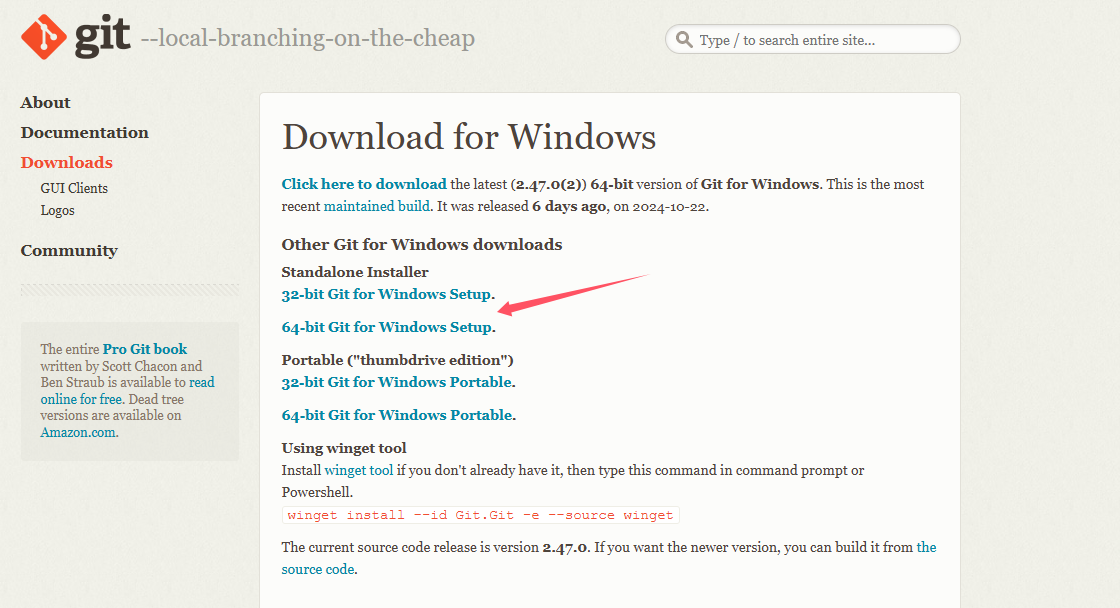 git --local-branching-on-the-cheap
Type / to search entire site...
About
Documentation
Downloads
GUI Clients
Logos
Community
The entire Pro Git book
written by Scott Chacon and
Ben Straub is available to read
online for free. Dead tree
versions are available on
Amazon.com.
Download for Windows
Click here to download the latest (2.47.0(2)) 64-bit version of Git for Windows. This is the most
recent maintained build. It was released 6 days ago, on 2024-10-22.
Other Git for Windows downloads
Standalone Installer
32-bit Git for Windows Setup.
64-bit Git for Windows Setup.
Portable ("thumbdrive edition")
32-bit Git for Windows Portable.
64-bit Git for Windows Portable.
Using winget tool
Install winget tool if you don't already have it, then type this command in command prompt or
Powershell.
winget install --id Git.Git -e --source winget
The current source code release is version 2.47.0. If you want the newer version, you can build it from the
source code.